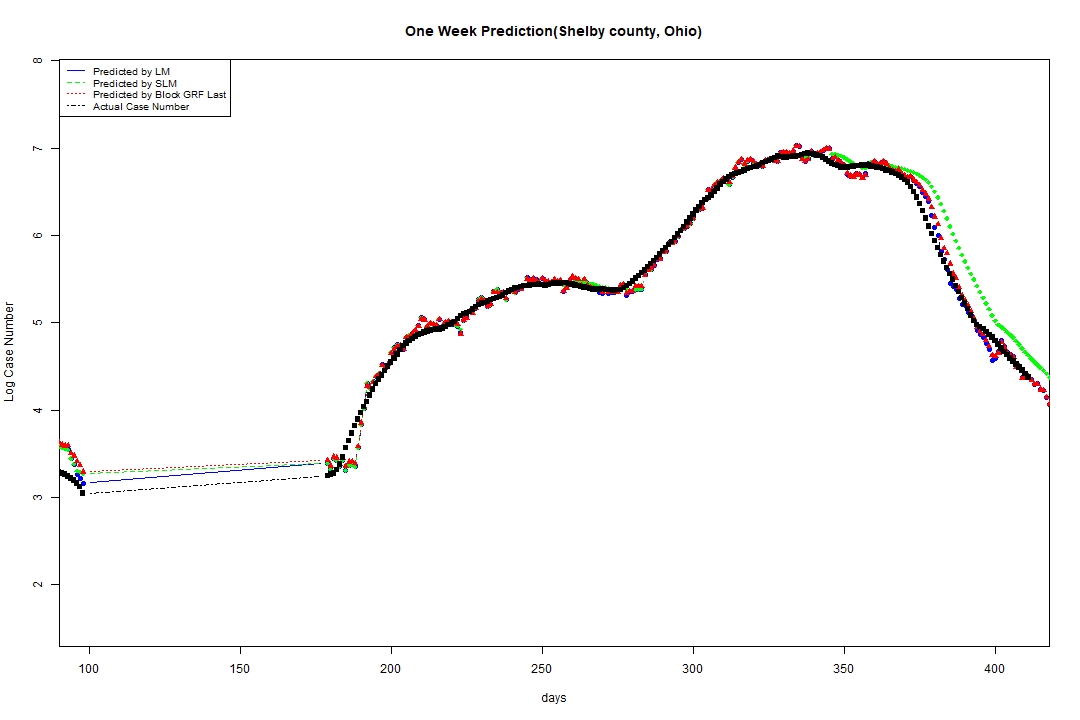 One Week Prediction(Shelby county, Ohio)
Predicted by LM
Predicted by SLM
Predicted by Block GRF Last
Actual Case Number
Log Case Number
8
7
6
5
4
3
2
100 150 200 250 300 350 400
days